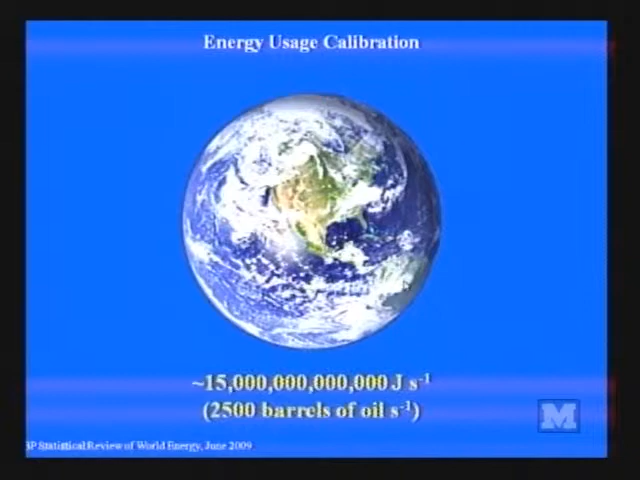 Energy Usage Calibration
~15,000,000,000,000 J s⁻¹
(2500 barrels of oil s⁻¹)
M
BP Statistical Review of World Energy, June 2009